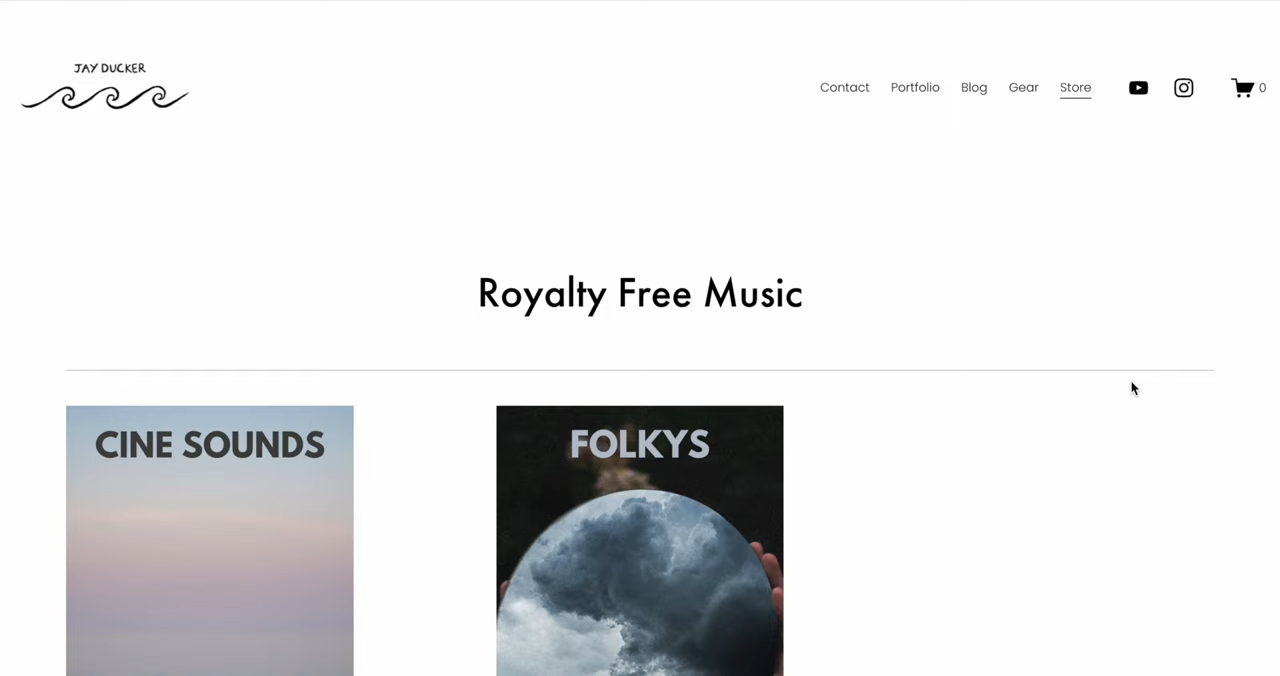 JAY DUCKER
Contact Portfolio Blog Gear Store 0
Royalty Free Music
CINE SOUNDS
FOLKYS